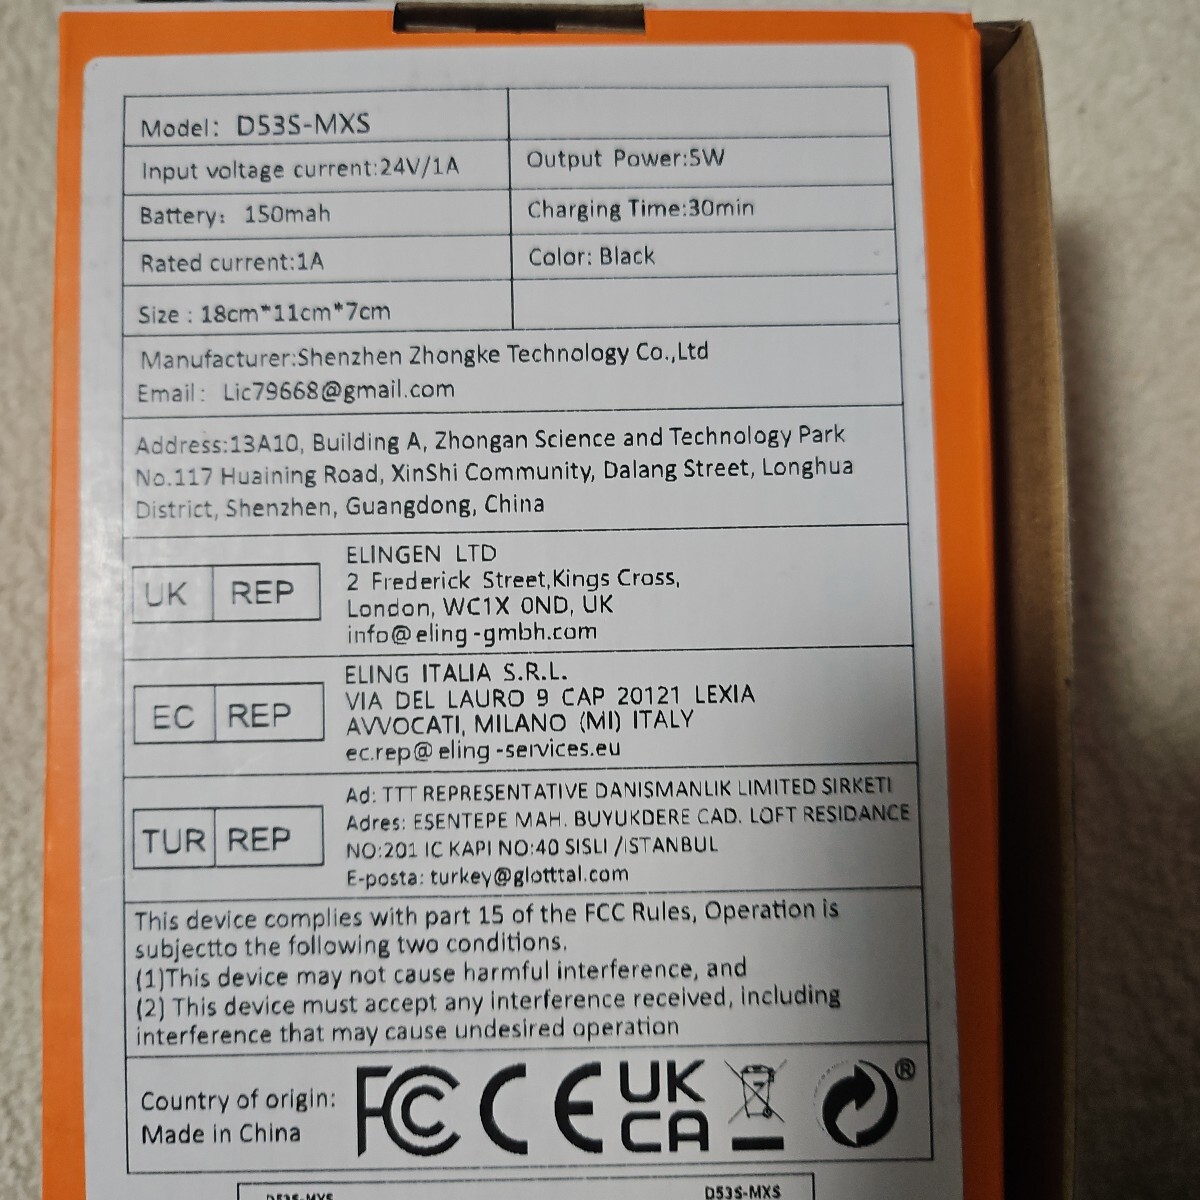 Model: D53S-MXS
Input voltage current:24V/1A
Output Power:5W
Battery: 150mah
Charging Time:30min
Rated current:1A
Color: Black
Size : 18cm*11cm*7cm
Manufacturer:Shenzhen Zhongke Technology Co.,Ltd
Email: Lic79668@gmail.com
Address:13A10, Building A, Zhongan Science and Technology Park
No.117 Huaining Road, XinShi Community, Dalang Street, Longhua
District, Shenzhen, Guangdong, China
UK REP
ELINGEN LTD
2 Frederick Street,Kings Cross,
London, WC1X 0ND, UK
info@eling-gmbh.com
EC REP
ELING ITALIA S.R.L.
VIA DEL LAURO 9 CAP 20121 LEXIA
AVVOCATI, MILANO (MI) ITALY
ec.rep@eling-services.eu
TUR REP
Ad: TTT REPRESENTATIVE DANISMANLIK LIMITED SIRKETI
Adres: ESENTEPE MAH. BUYUKDERE CAD. LOFT RESIDANCE
NO:201 IC KAPI NO:40 SISLI /ISTANBUL
E-posta: turkey@glotttal.com
This device complies with part 15 of the FCC Rules, Operation is
subjectto the following two conditions.
(1)This device may not cause harmful interference, and
(2) This device must accept any interference received, including
interference that may cause undesired operation
Country of origin:
Made in China
FCC CE UK CA ®
D53S-MXS
D53S-MXS